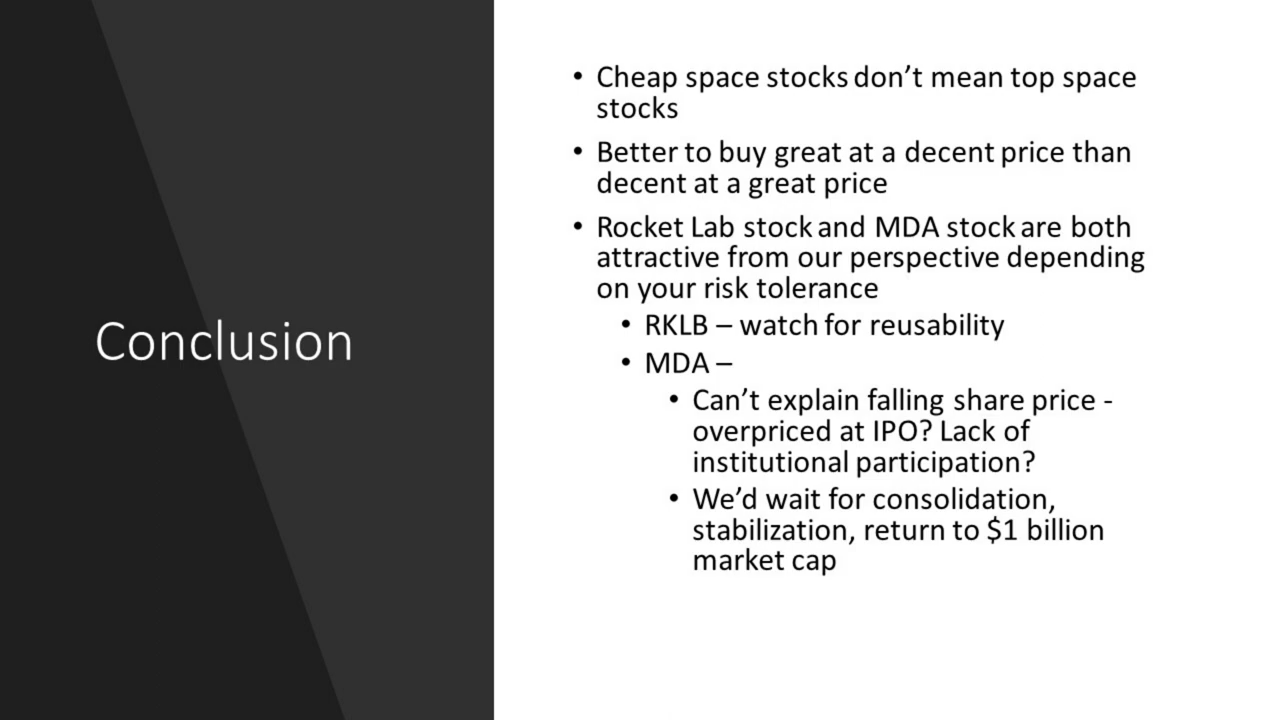 Conclusion
• Cheap space stocks don’t mean top space
stocks
• Better to buy great at a decent price than
decent at a great price
• Rocket Lab stock and MDA stock are both
attractive from our perspective depending
on your risk tolerance
• RKLB – watch for reusability
• MDA –
• Can’t explain falling share price -
overpriced at IPO? Lack of
institutional participation?
• We’d wait for consolidation,
stabilization, return to $1 billion
market cap